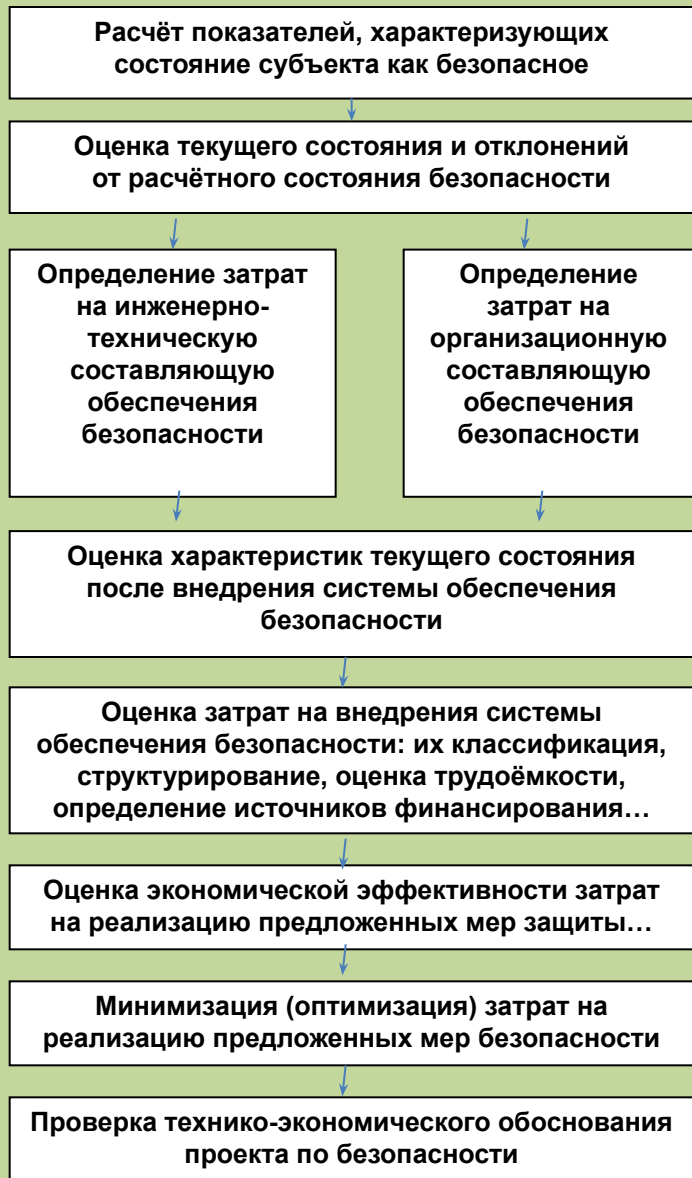 Расчёт показателей, характеризующих
состояние субъекта как безопасное
Оценка текущего состояния и отклонений
от расчётного состояния безопасности
Определение затрат
на инженерно-
техническую
составляющую
обеспечения
безопасности
Определение
затрат на
организационную
составляющую
обеспечения
безопасности
Оценка характеристик текущего состояния
после внедрения системы обеспечения
безопасности
Оценка затрат на внедрения системы
обеспечения безопасности: их классификация,
структурирование, оценка трудоёмкости,
определение источников финансирования…
Оценка экономической эффективности затрат
на реализацию предложенных мер защиты…
Минимизация (оптимизация) затрат на
реализацию предложенных мер безопасности
Проверка технико-экономического обоснования
проекта по безопасности